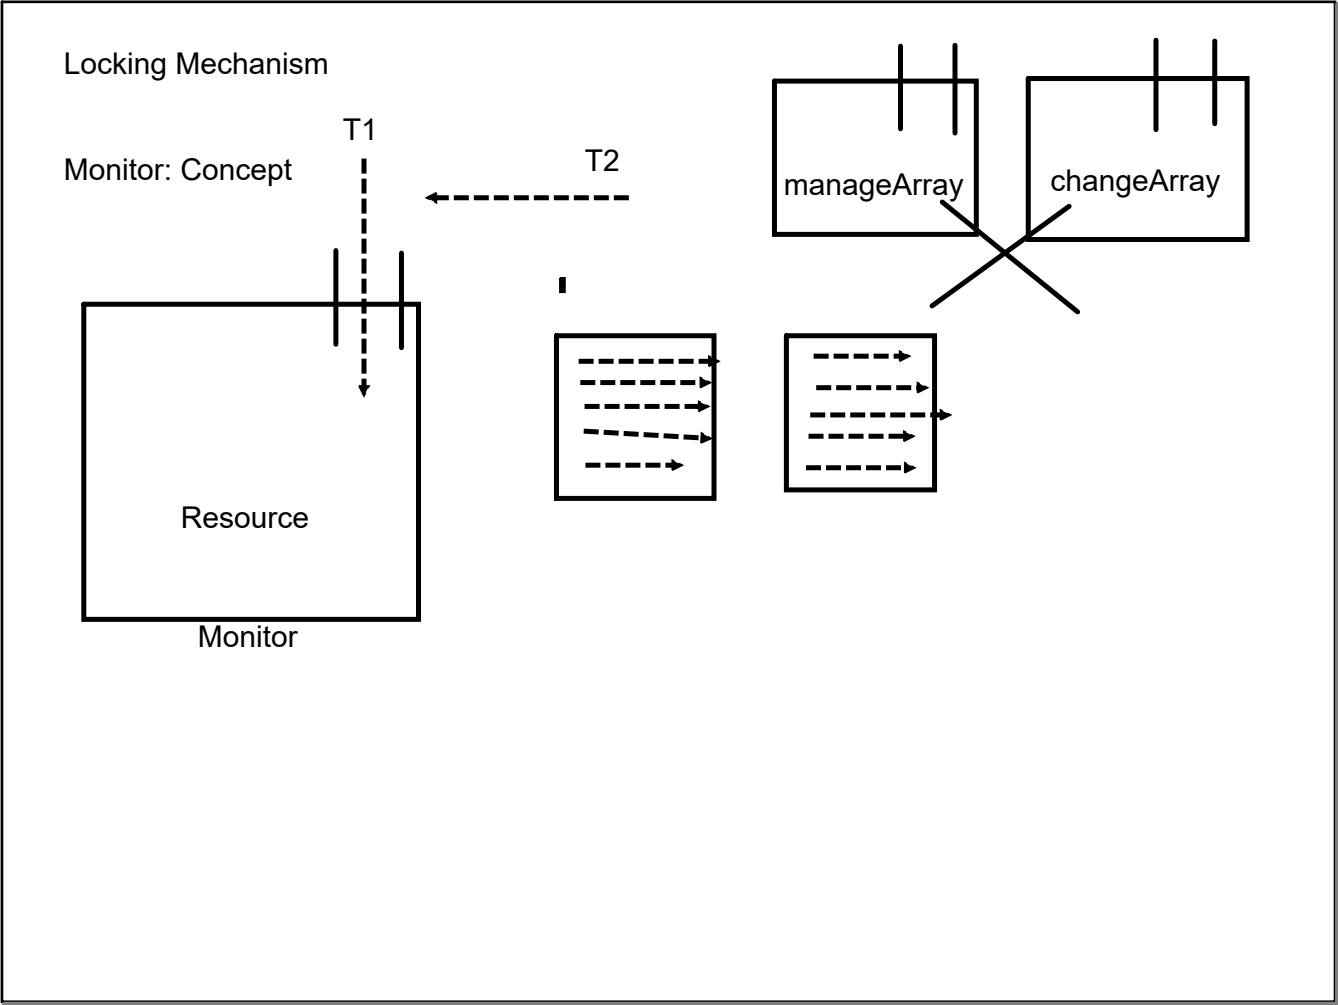 Locking Mechanism
T1
Monitor: Concept
T2
manageArray
changeArray
Resource
Monitor